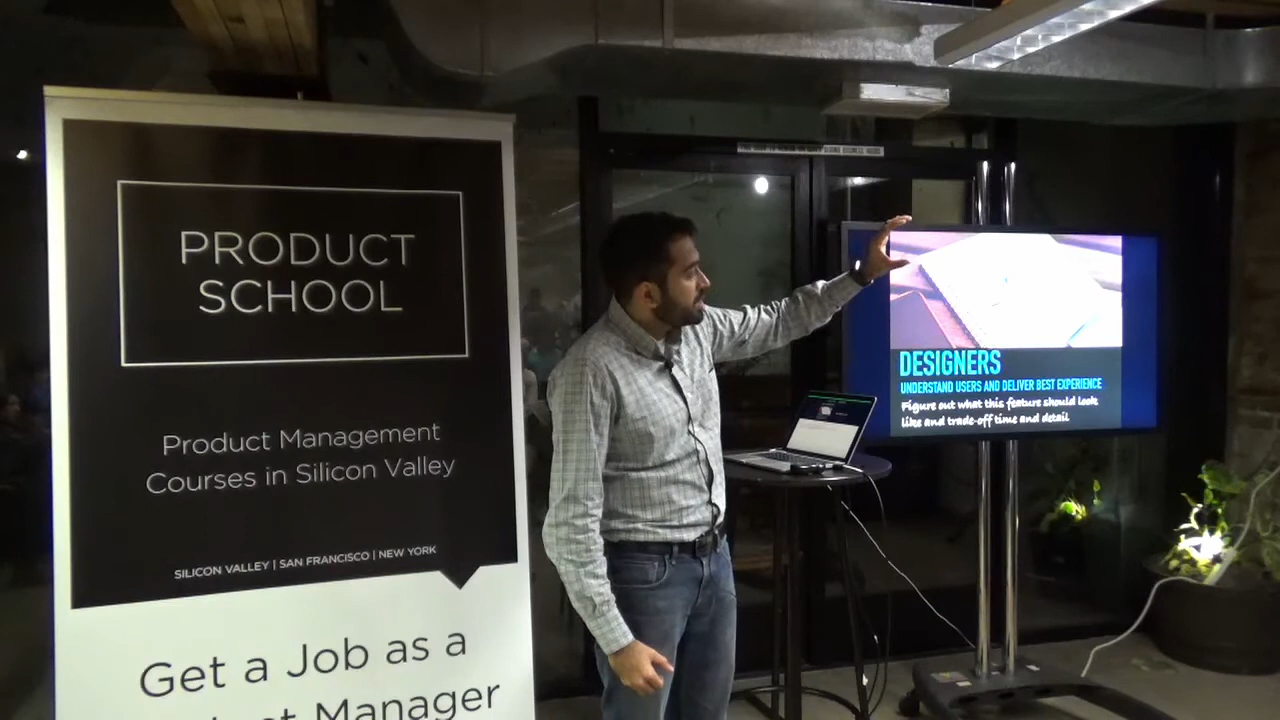 PRODUCT
SCHOOL
Product Management
Courses in Silicon Valley
SILICON VALLEY | SAN FRANCISCO | NEW YORK
Get a Job as a
Manager
DESIGNERS
UNDERSTAND USERS AND DELIVER BEST EXPERIENCE
Figure out what this feature should look
like and trade-off time and detail